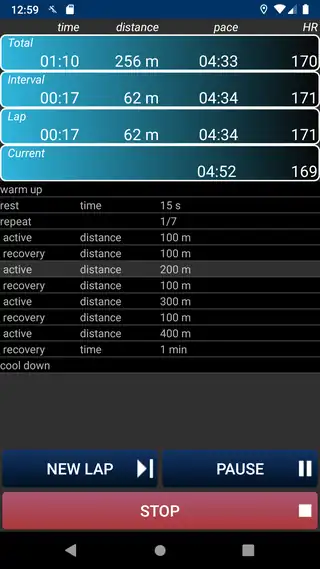 12:59
time distance pace HR
Total
01:10 256 m 04:33 170
Interval
00:17 62 m 04:34 171
Lap
00:17 62 m 04:34 171
Current
04:52 169
warm up
rest time 15 s
repeat 1/7
active distance 100 m
recovery distance 100 m
active distance 200 m
recovery distance 100 m
active distance 300 m
recovery distance 100 m
active distance 400 m
recovery time 1 min
cool down
NEW LAP PAUSE
STOP